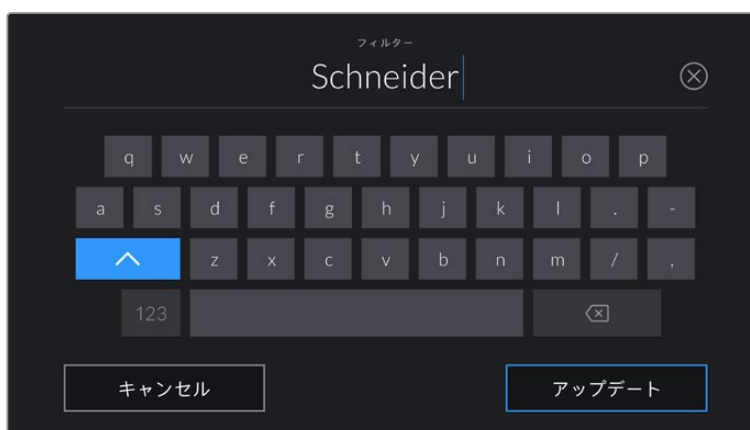 フィルター
Schneider
q w e r t y u i o p
a s d f g h j k l . -
z x c v b n m / ,
123
キャンセル アップデート